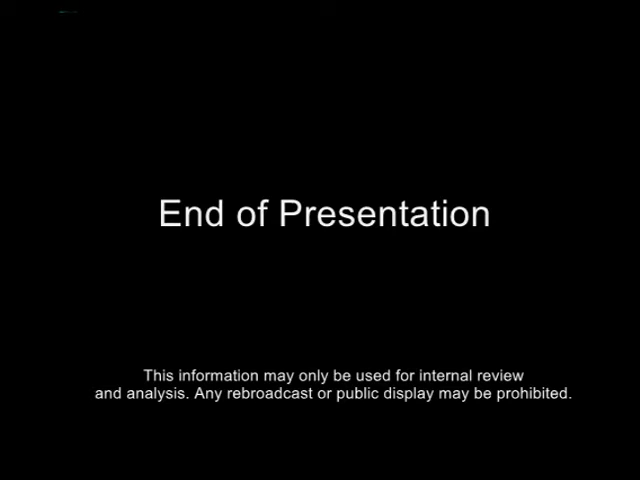 End of Presentation
This information may only be used for internal review
and analysis. Any rebroadcast or public display may be prohibited.